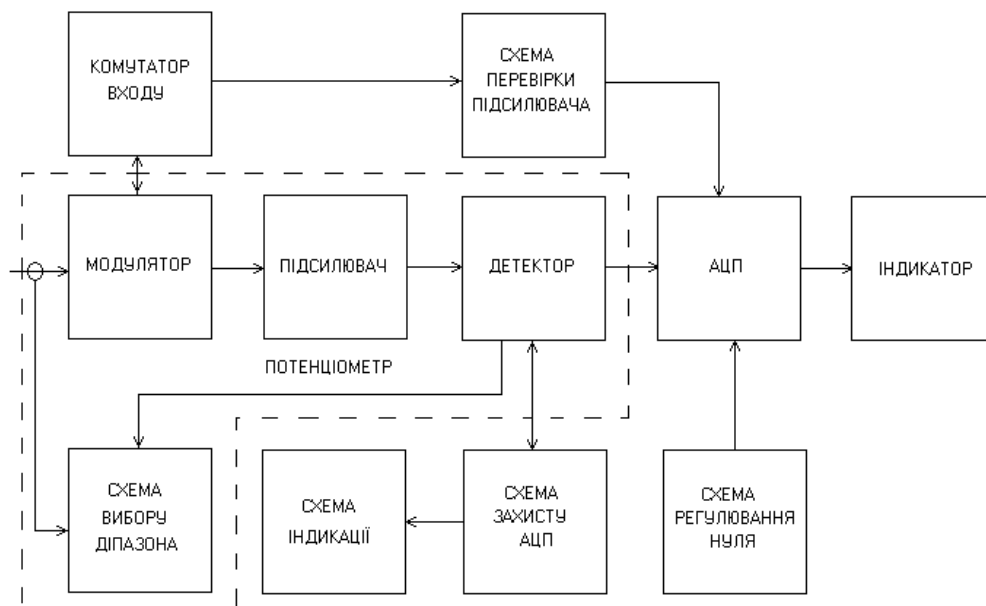 КОМУТАТОР
ВХОДУ
СХЕМА
ПЕРЕВІРКИ
ПІДСИЛЮВАЧА
МОДУЛЯТОР
ПІДСИЛЮВАЧ
ДЕТЕКТОР
АЦП
ІНДИКАТОР
ПОТЕНЦІОМЕТР
СХЕМА
ВИБОРУ
ДІПАЗОНА
СХЕМА
ІНДИКАЦІЇ
СХЕМА
ЗАХИСТУ
АЦП
СХЕМА
РЕГУЛЮВАННЯ
НУЛЯ